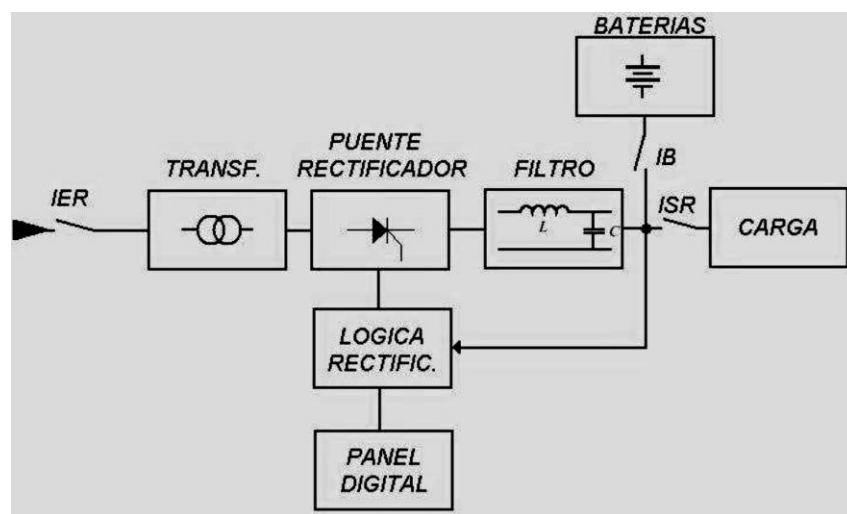 BATERIAS
PUENTE
RECTIFICADOR
TRANSF.
FILTRO
IB
IER
ISR
L
C
CARGA
LOGICA
RECTIFIC.
PANEL
DIGITAL